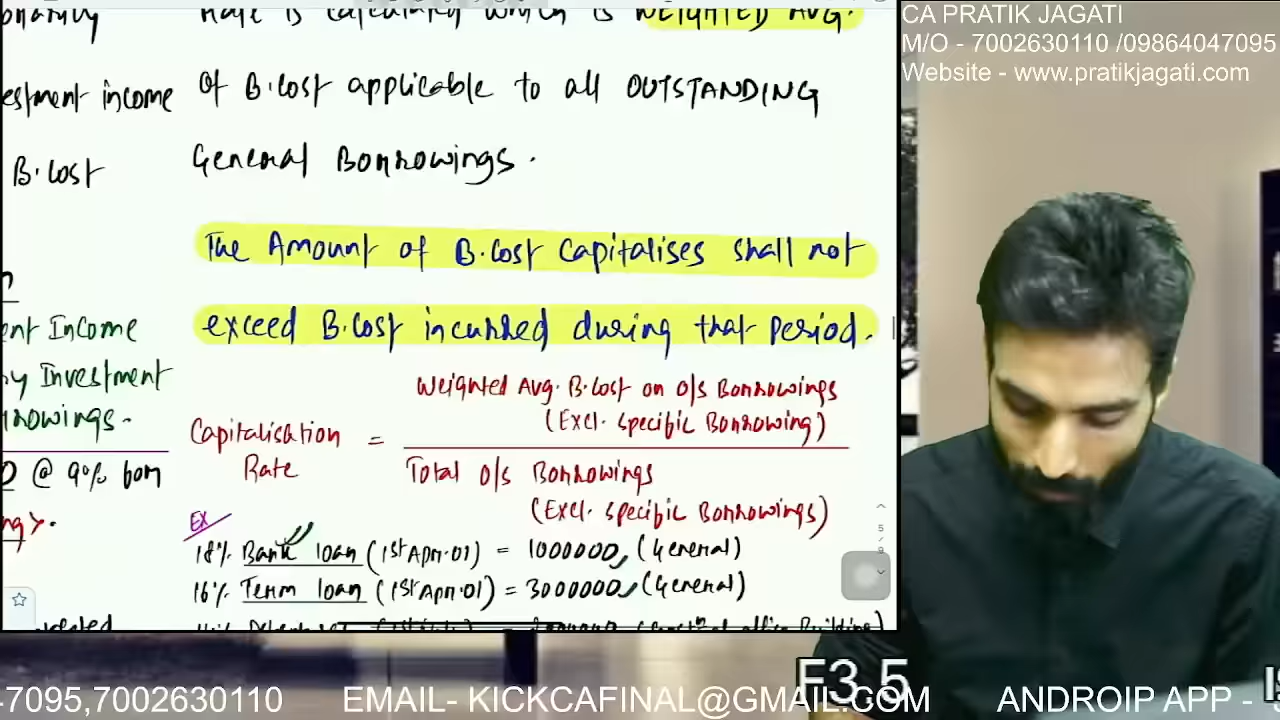 Rate is calculated which is WEIGHTED AVG.
estment income
Of B.Cost applicable to all OUTSTANDING
B.Cost
General Borrowings.
The Amount of B.Cost Capitalises shall not
exceed B.Cost incurred during that Period.
ent Income
y Investment
rowings.
@ 9% bom
Capitalisation Rate =
Weighted Avg. B.Cost on o/s Borrowings
(Excl. specific Borrowing)
Total o/s Borrowings
(Excl. specific Borrowings)
EX
18% Bank loan (1st Apr.01) = 1000000, (General)
16% Term loan (1st Apr.01) = 3000000, (General)
CA PRATIK JAGATI
M/O - 7002630110 /09864047095
Website - www.pratikjagati.com
5
9
F3.5
-7095,7002630110 EMAIL- KICKCAFINAL@GMAIL.COM ANDROIP APP -